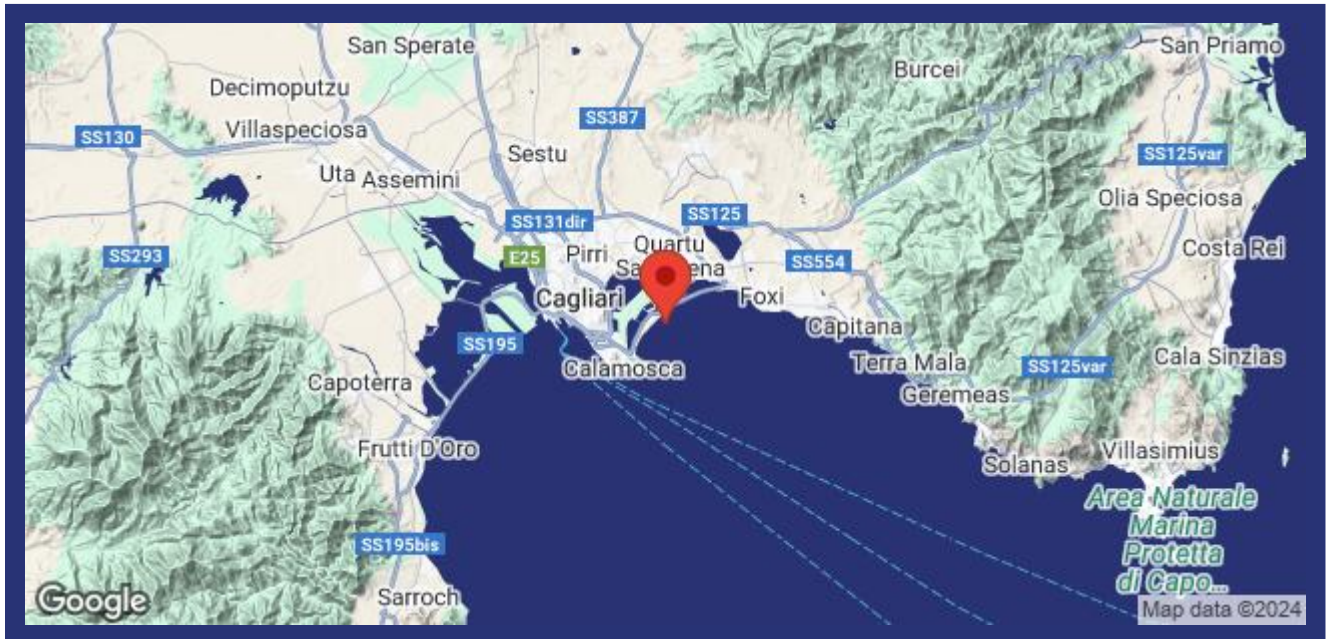 San Sperate
San Priamo
Burcei
Decimoputzu
SS387
Villaspeciosa
SS130
Sestu
SS125var
Uta
Assemini
Olia Speciosa
SS131dir
SS125
Quartu
Costa Rei
Pirri
SS293
E25
SS554
Foxi
Cagliari
Capitana
SS195
Cala Sinzias
Terra Mala
SS125var
Calamosca
Capoterra
Geremeas
Frutti D'Oro
Villasimius
Solanas
Area Naturale
Marina
Protetta
di Capo...
SS195bis
Sarroch
Google
Map data ©2024